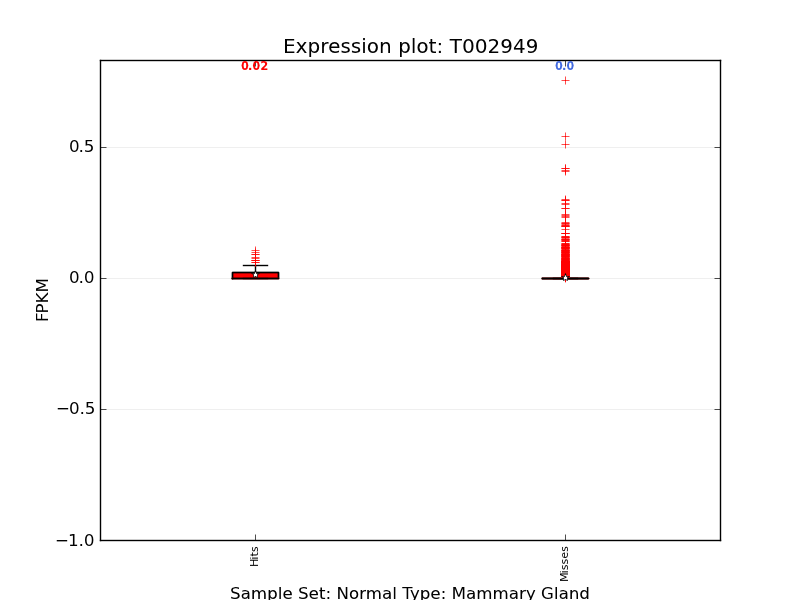 Expression plot: T002949
0.02
0.0
0.5
0.0
−0.5
−1.0
FPKM
Hits
Misses
Sample Set: Normal Type: Mammary Gland